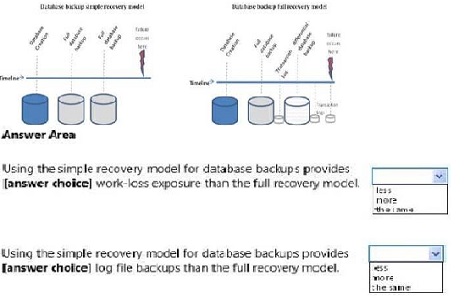 Database backup simple recovery model
Database Creation
Full database backup
Full database backup
Failure occurs here
Timeline
Database backup full recovery model
Database Creation
Full database backup
Transaction
differential database backup
Failure occurs here
Timeline
Transaction
Answer Area
Using the simple recovery model for database backups provides
[answer choice] work-loss exposure than the full recovery model.
less
more
the same
Using the simple recovery model for database backups provides
[answer choice] log file backups than the full recovery model.
less
more
the same